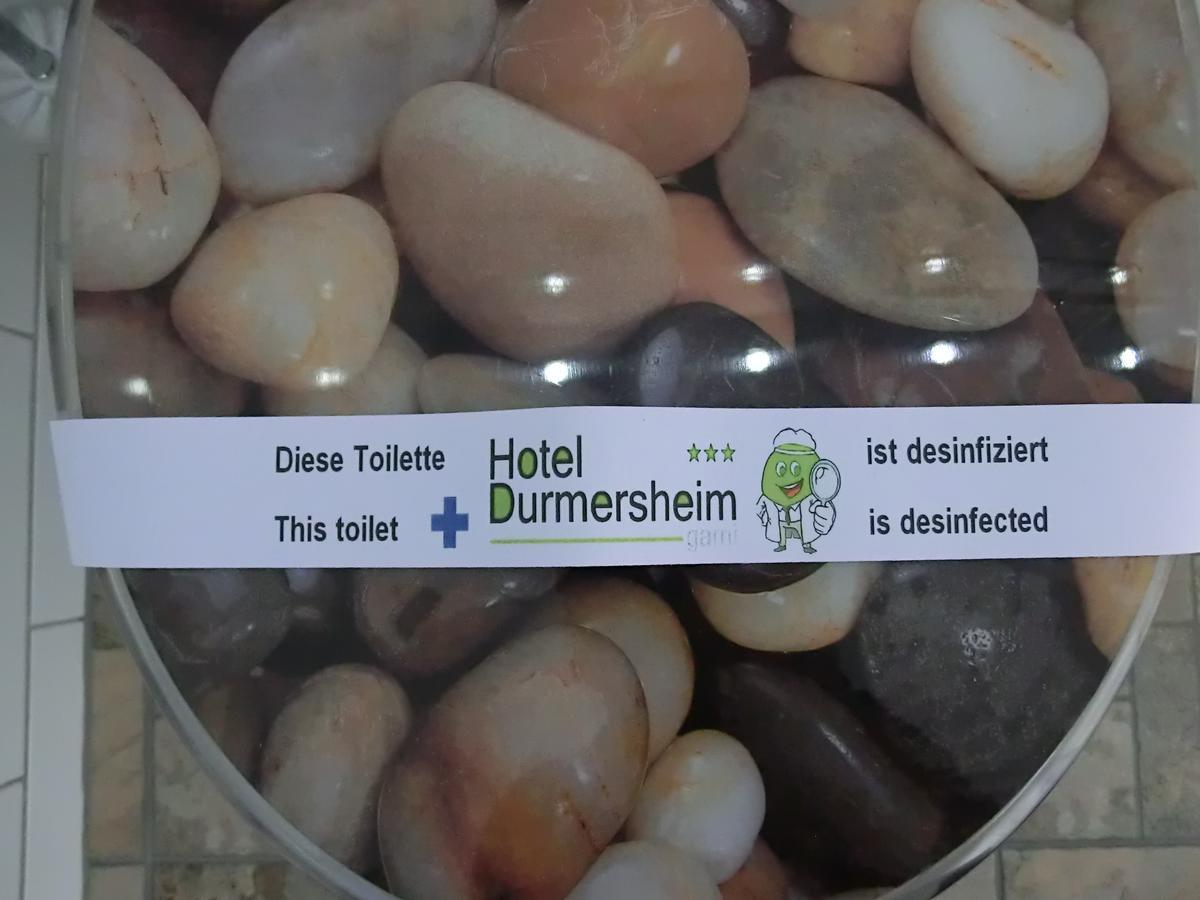 Diese Toilette
This toilet
Hotel
Durmersheim
garni
ist desinfiziert
is desinfected